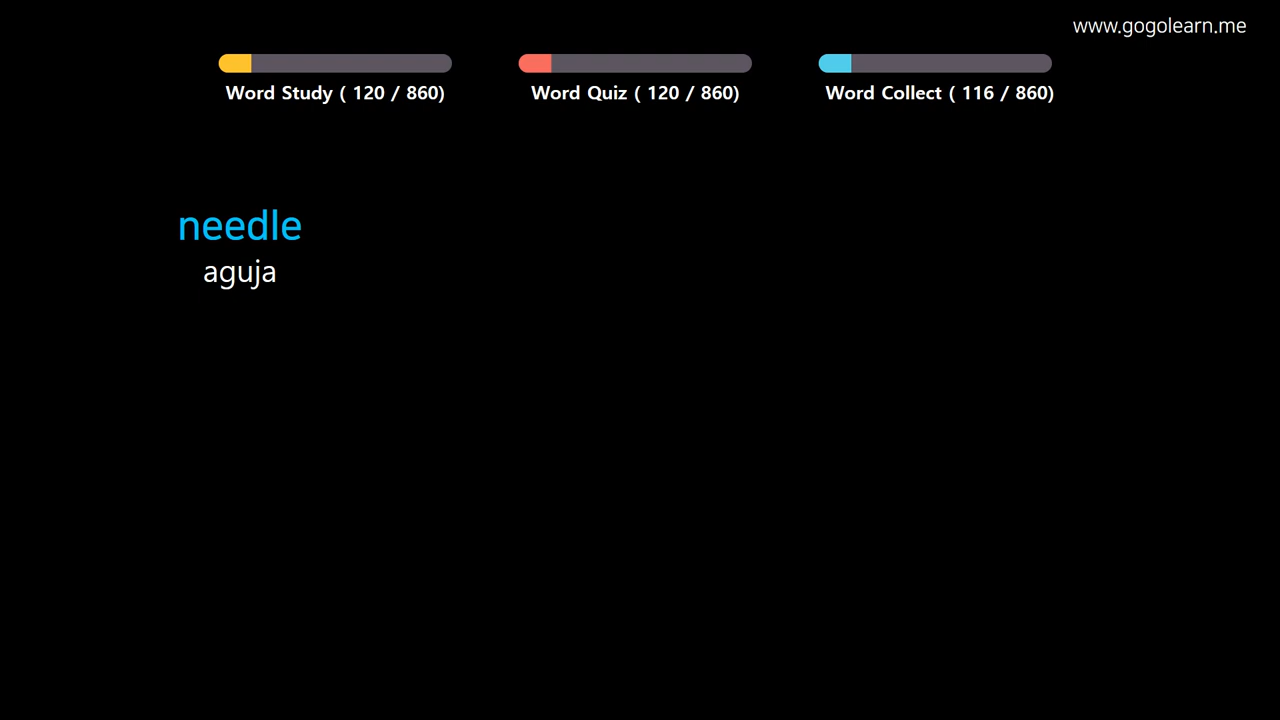 www.gogolearn.me
Word Study ( 120 / 860)
Word Quiz ( 120 / 860)
Word Collect ( 116 / 860)
needle
aguja